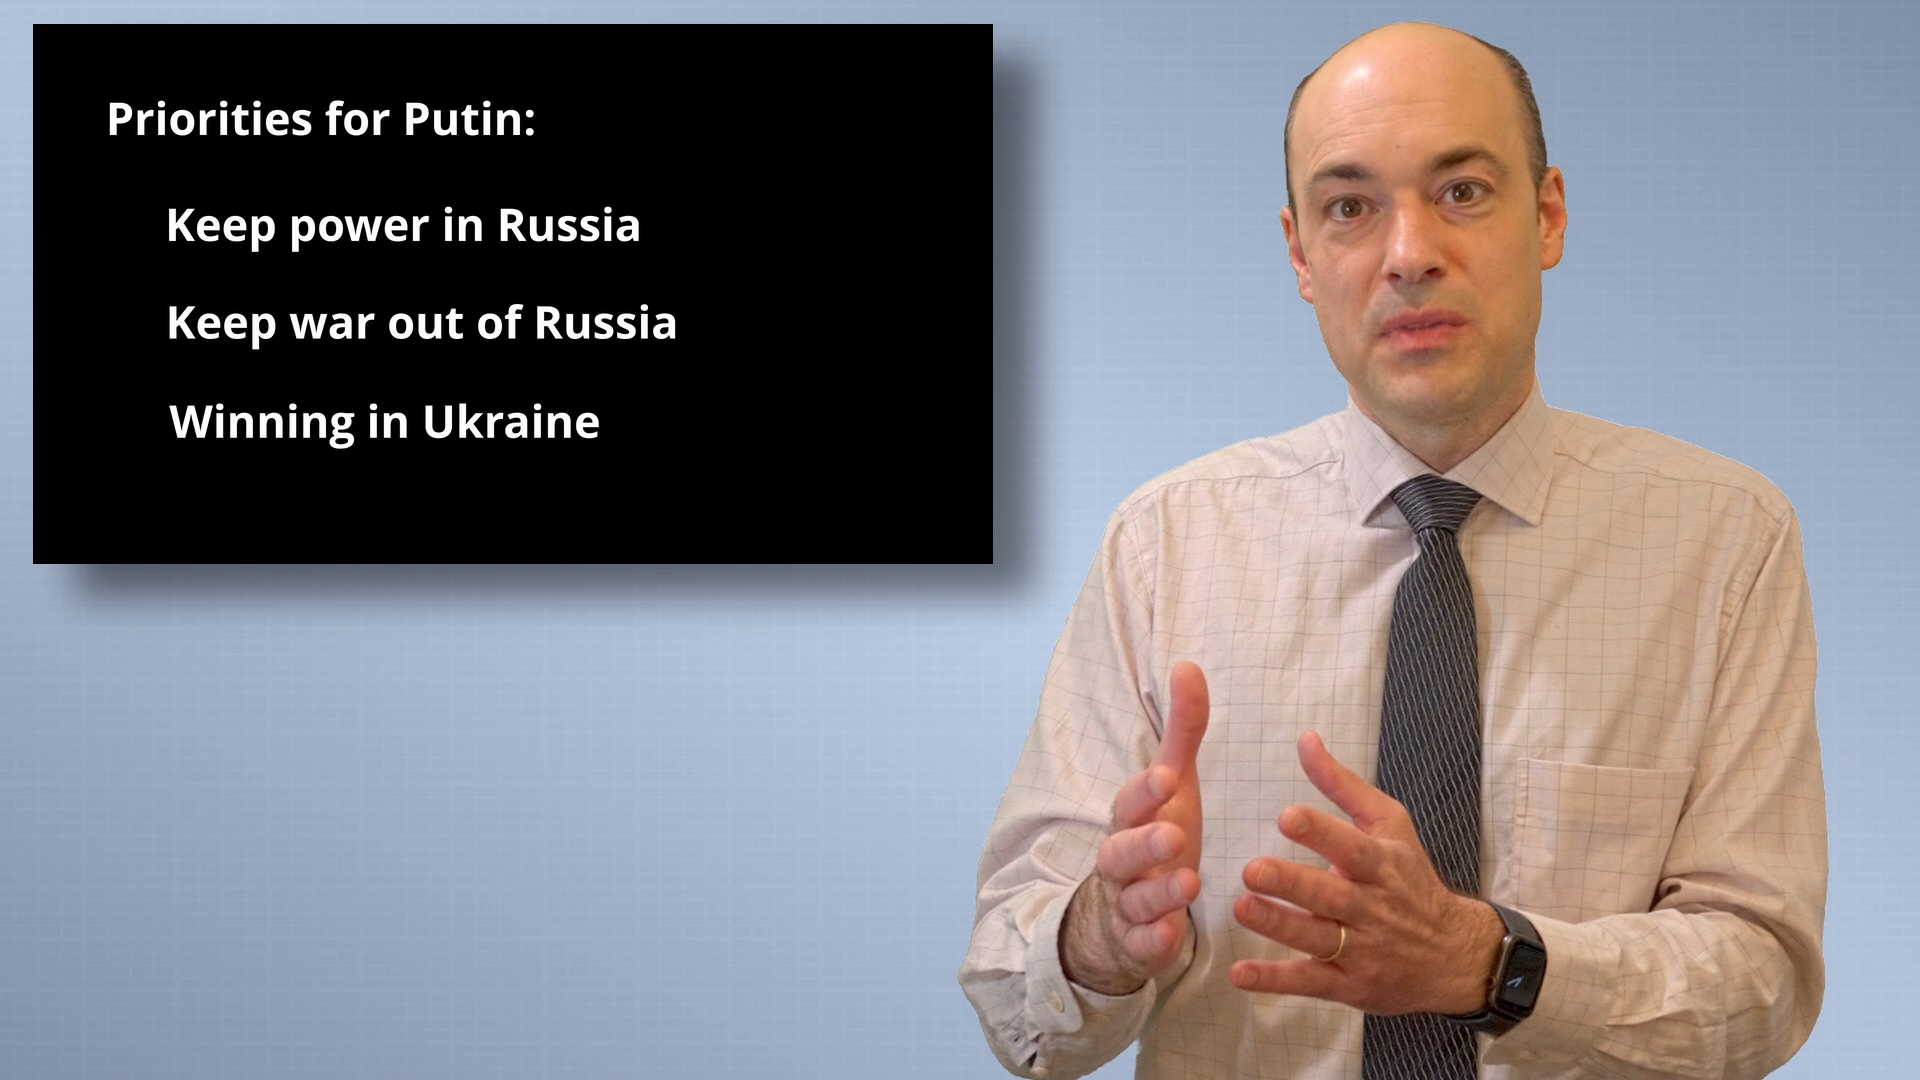 Priorities for Putin:
Keep power in Russia
Keep war out of Russia
Winning in Ukraine